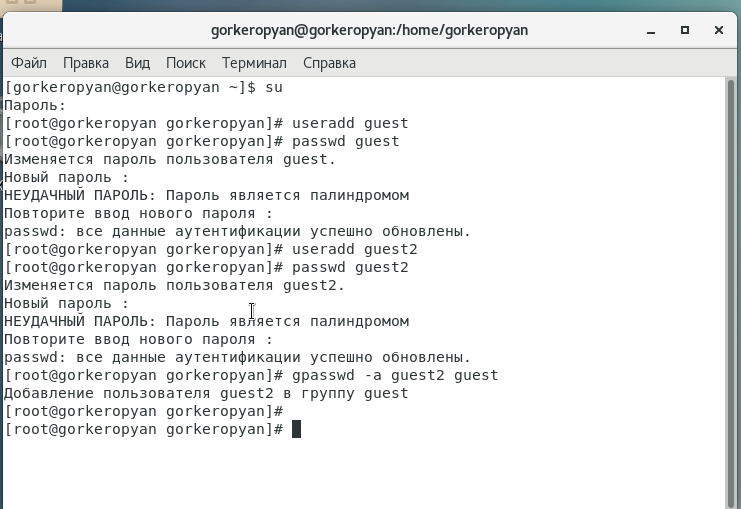 gorkeropyan@gorkeropyan:/home/gorkeropyan
Файл Правка Вид Поиск Терминал Справка
[gorkeropyan@gorkeropyan ~]$ su
Пароль:
[root@gorkeropyan gorkeropyan]# useradd guest
[root@gorkeropyan gorkeropyan]# passwd guest
Изменяется пароль пользователя guest.
Новый пароль :
НЕУДАЧНЫЙ ПАРОЛЬ: Пароль является палиндромом
Повторите ввод нового пароля :
passwd: все данные аутентификации успешно обновлены.
[root@gorkeropyan gorkeropyan]# useradd guest2
[root@gorkeropyan gorkeropyan]# passwd guest2
Изменяется пароль пользователя guest2.
Новый пароль :
НЕУДАЧНЫЙ ПАРОЛЬ: Пароль является палиндромом
Повторите ввод нового пароля :
passwd: все данные аутентификации успешно обновлены.
[root@gorkeropyan gorkeropyan]# gpasswd -a guest2 guest
Добавление пользователя guest2 в группу guest
[root@gorkeropyan gorkeropyan]#
[root@gorkeropyan gorkeropyan]#